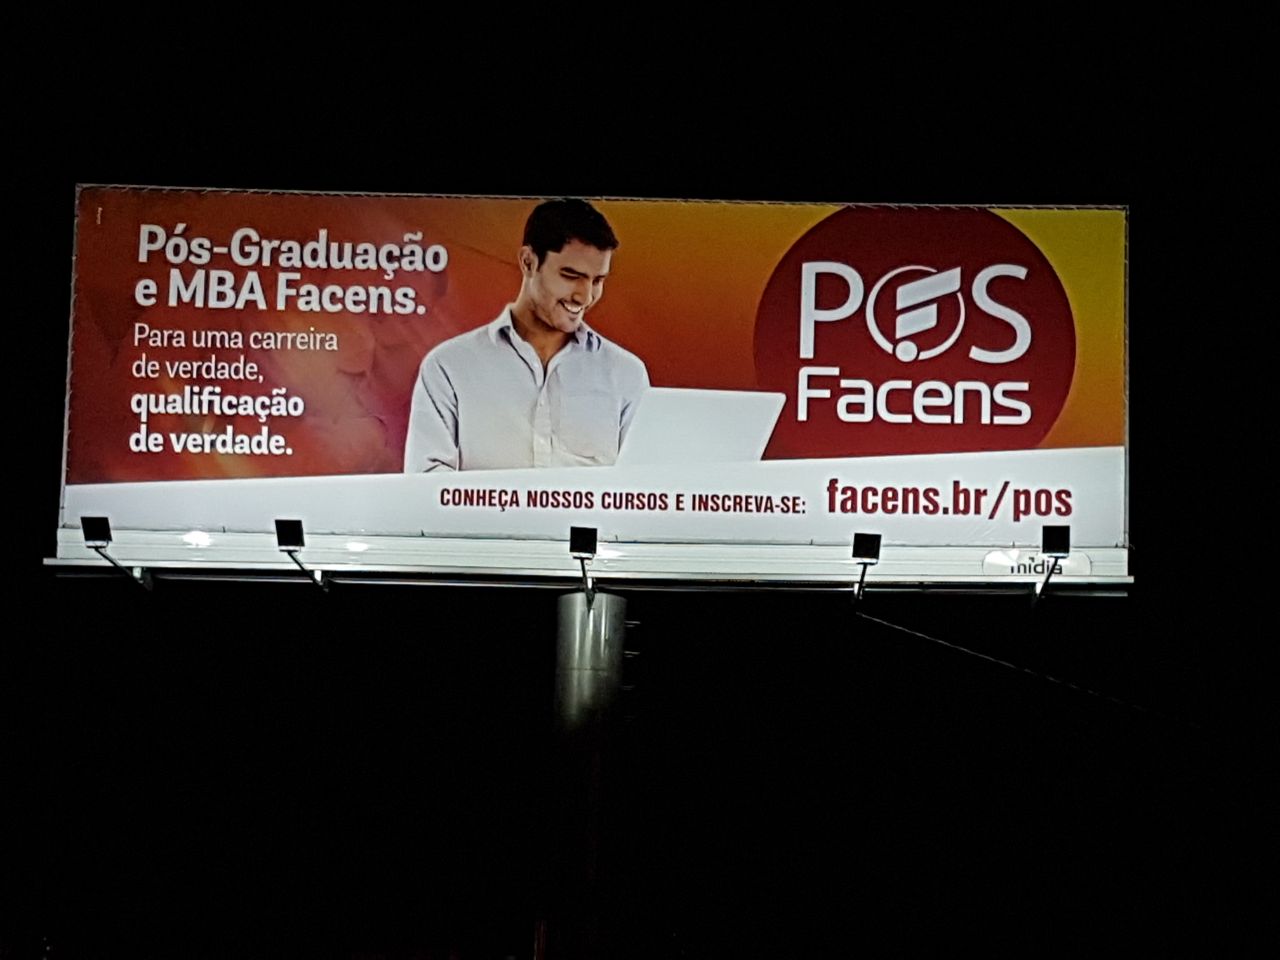 Pós-Graduação
e MBA Facens.
Para uma carreira
de verdade,
qualificação
de verdade.
PÓS
Facens
CONHEÇA NOSSOS CURSOS E INSCREVA-SE: facens.br/pos
mídia